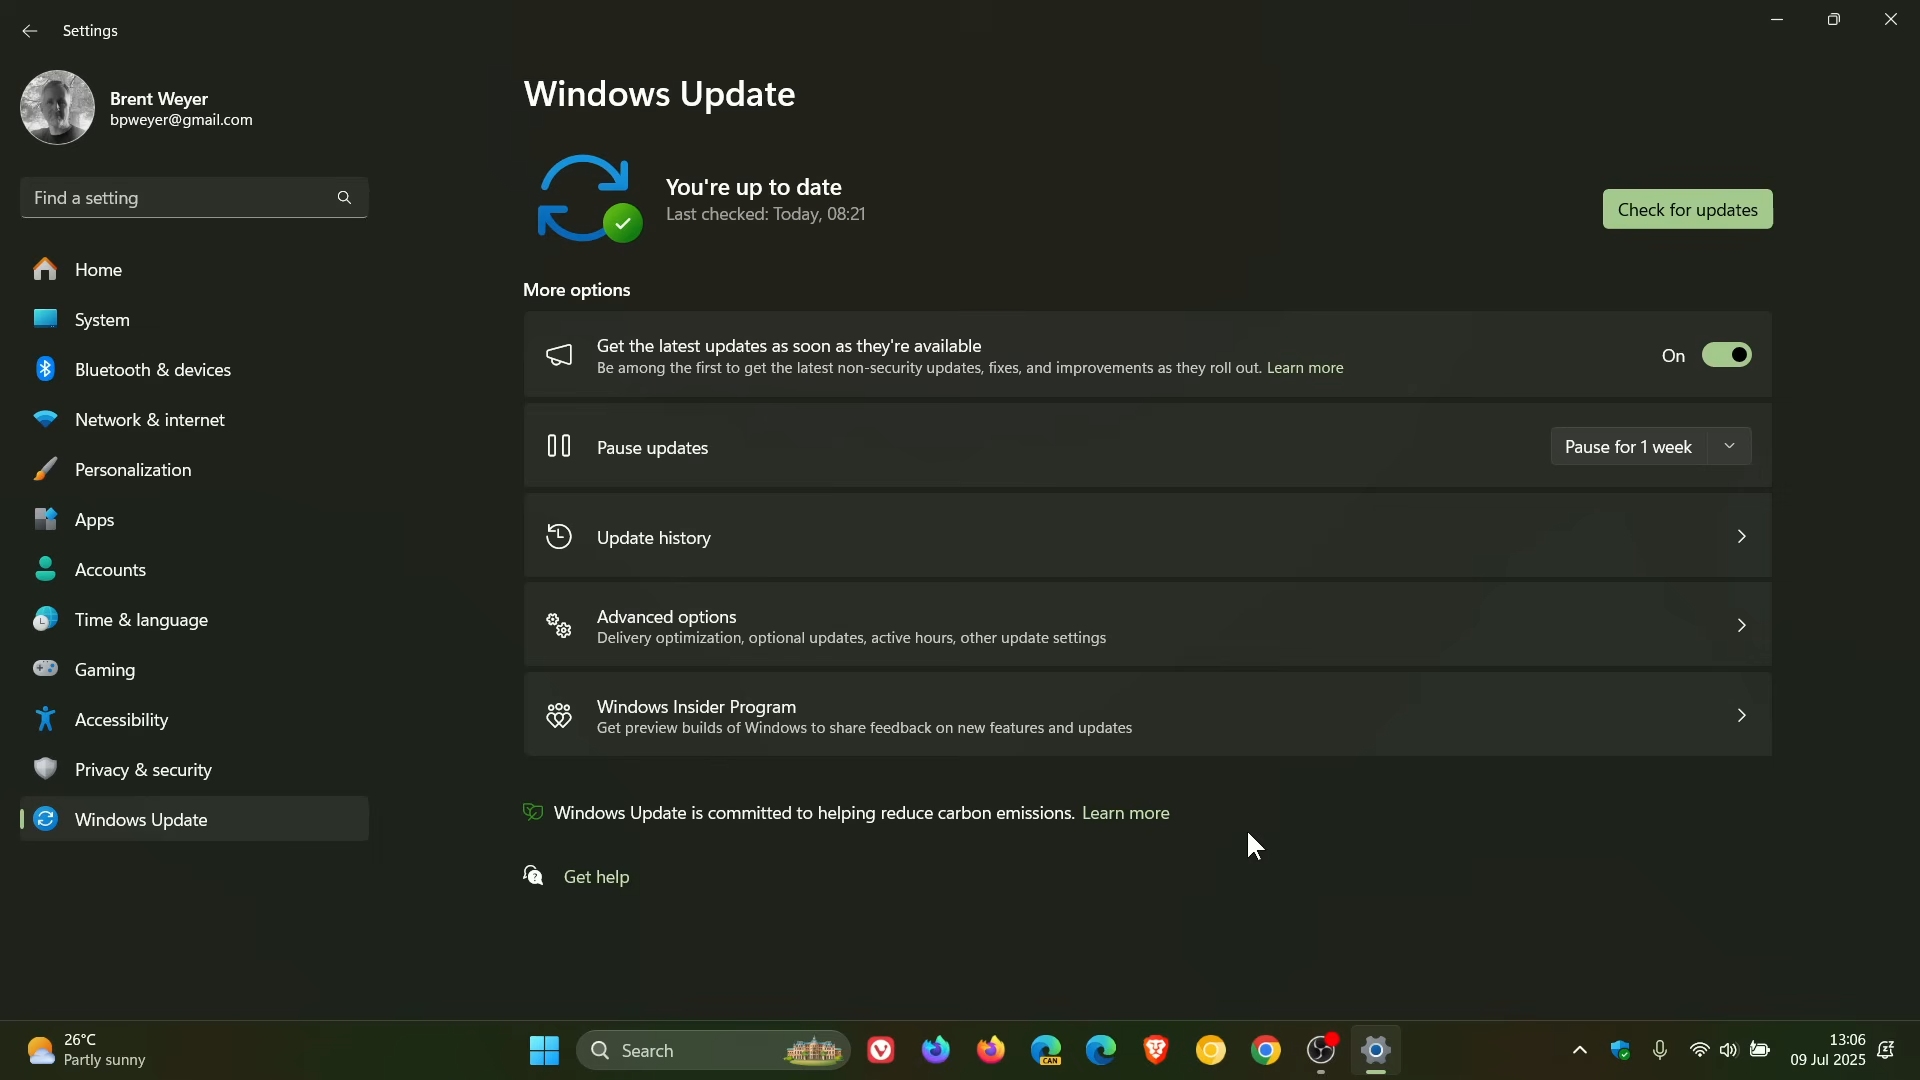 Settings
Brent Weyer
bpweyer@gmail.com
Find a setting
Home
System
Bluetooth & devices
Network & internet
Personalization
Apps
Accounts
Time & language
Gaming
Accessibility
Privacy & security
Windows Update
Windows Update
You're up to date
Last checked: Today, 08:21
Check for updates
More options
Get the latest updates as soon as they're available
Be among the first to get the latest non-security updates, fixes, and improvements as they roll out. Learn more
On
Pause updates
Pause for 1 week
Update history
Advanced options
Delivery optimization, optional updates, active hours, other update settings
Windows Insider Program
Get preview builds of Windows to share feedback on new features and updates
Windows Update is committed to helping reduce carbon emissions. Learn more
Get help
26°C
Partly sunny
Search
CAN
13:06
09 Jul 2025